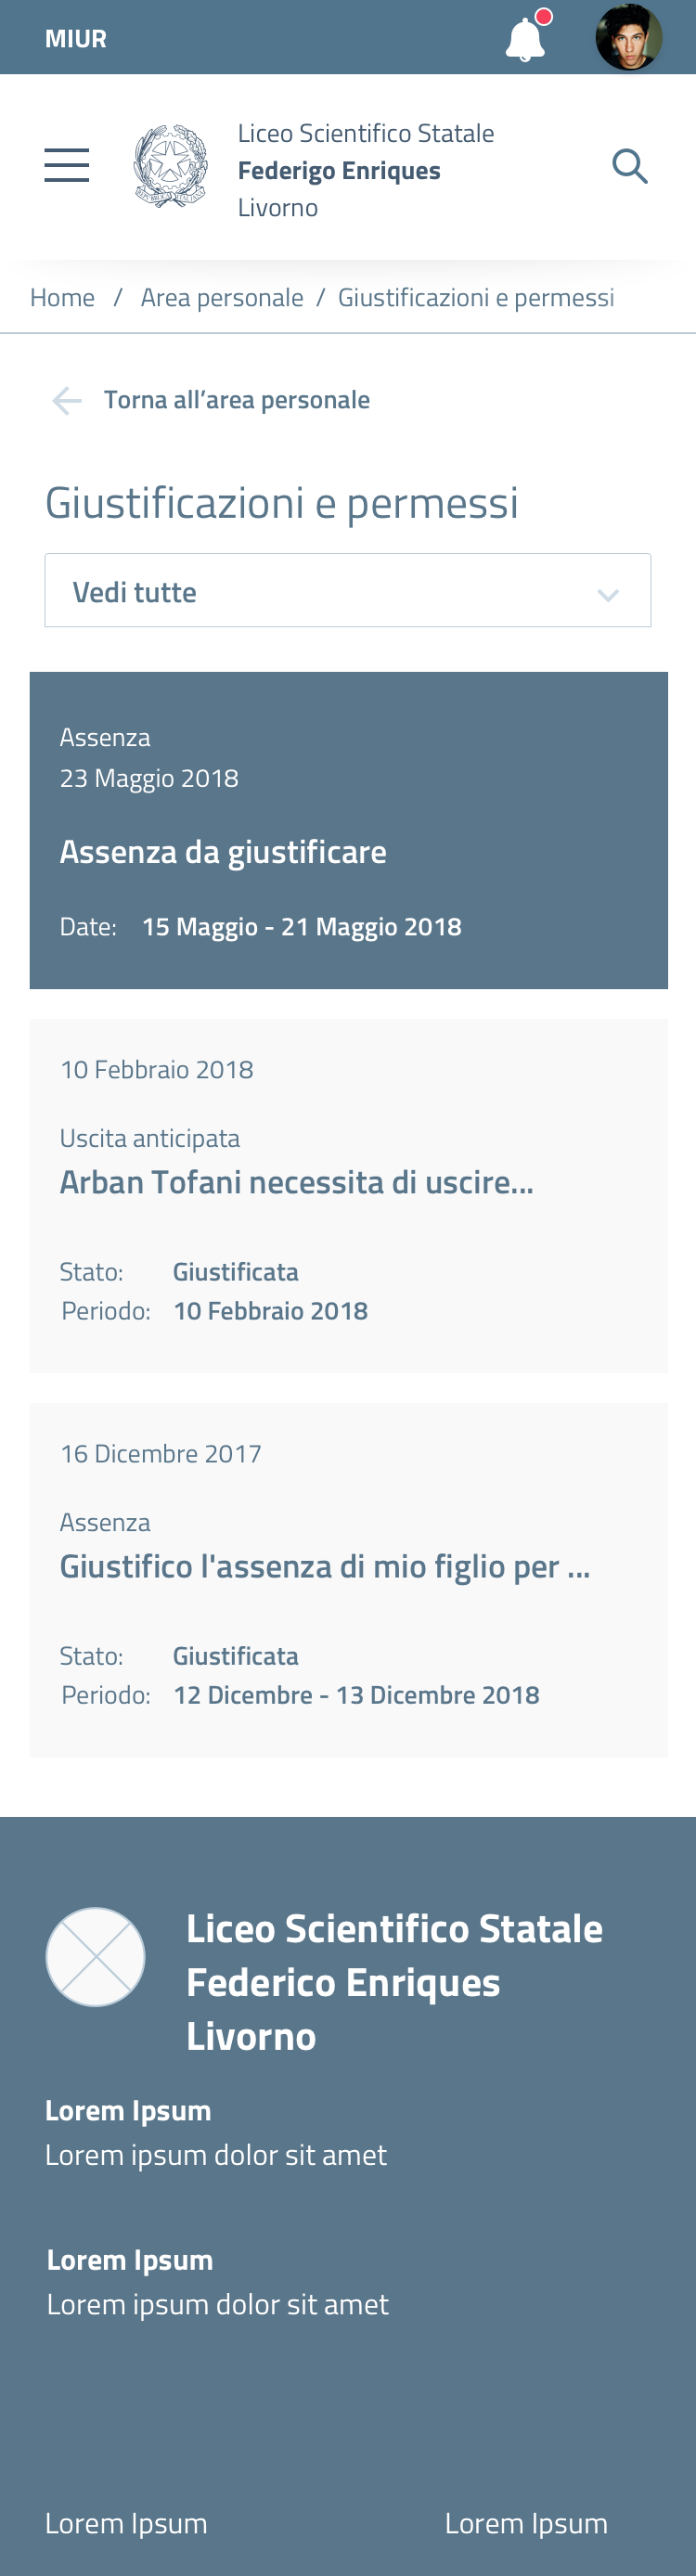 MIUR
Liceo Scientifico Statale
Federigo Enriques
Livorno
Home / Area personale / Giustificazioni e permessi
Torna all’area personale
Giustificazioni e permessi
Vedi tutte
Assenza
23 Maggio 2018
Assenza da giustificare
Date: 15 Maggio - 21 Maggio 2018
10 Febbraio 2018
Uscita anticipata
Arban Tofani necessita di uscire...
Stato: Giustificata
Periodo: 10 Febbraio 2018
16 Dicembre 2017
Assenza
Giustifico l'assenza di mio figlio per ...
Stato: Giustificata
Periodo: 12 Dicembre - 13 Dicembre 2018
Liceo Scientifico Statale
Federico Enriques
Livorno
Lorem Ipsum
Lorem ipsum dolor sit amet
Lorem Ipsum
Lorem ipsum dolor sit amet
Lorem Ipsum Lorem Ipsum